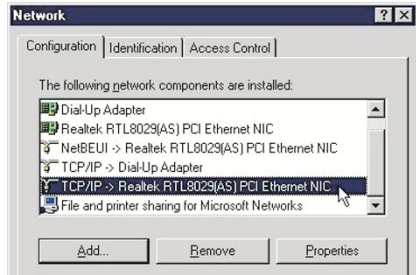 Network
Configuration Identification Access Control
The following network components are installed:
Dial-Up Adapter
Realtek RTL8029(AS) PCI Ethernet NIC
NetBEUI -> Realtek RTL8029(AS) PCI Ethernet NIC
TCP/IP -> Dial-Up Adapter
TCP/IP -> Realtek RTL8029(AS) PCI Ethernet NIC
File and printer sharing for Microsoft Networks
Add... Remove Properties